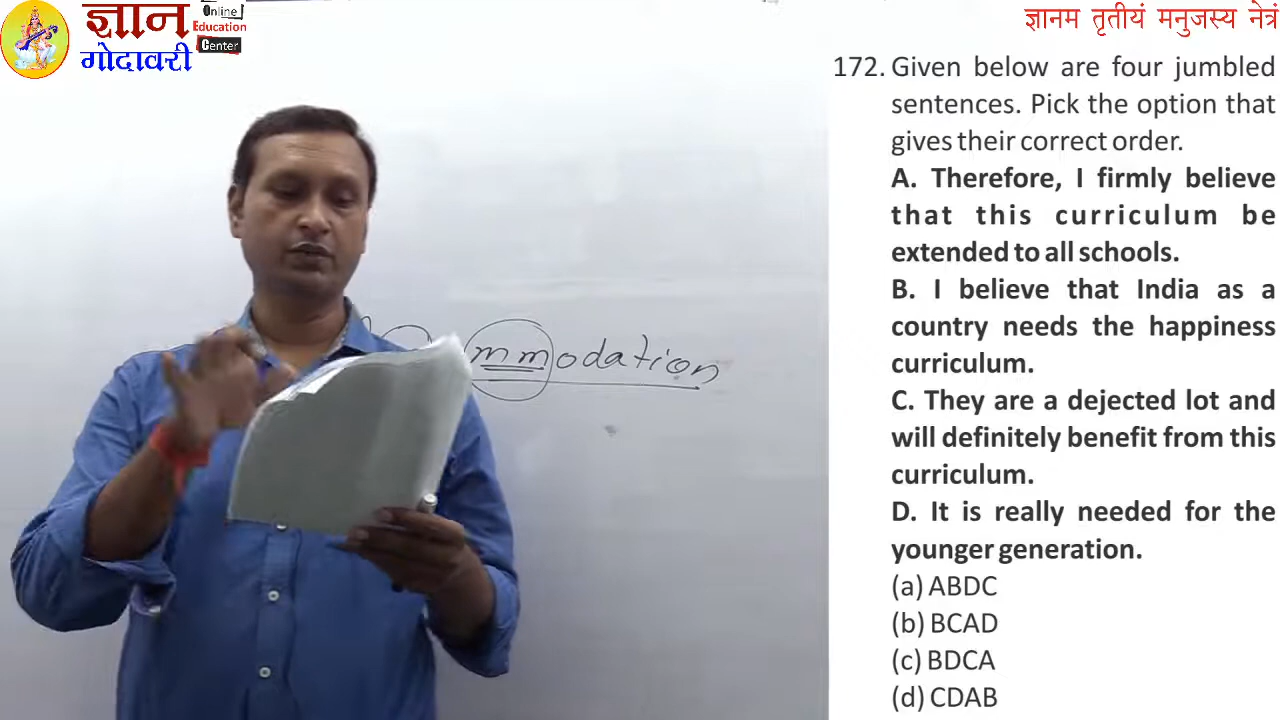 ज्ञान
गोदावरी
Online
Education
Center
ज्ञानम तृतीयं मनुजस्य नेत्रं
mmodation
172. Given below are four jumbled
sentences. Pick the option that
gives their correct order.
A. Therefore, I firmly believe
that this curriculum be
extended to all schools.
B. I believe that India as a
country needs the happiness
curriculum.
C. They are a dejected lot and
will definitely benefit from this
curriculum.
D. It is really needed for the
younger generation.
(a) ABDC
(b) BCAD
(c) BDCA
(d) CDAB